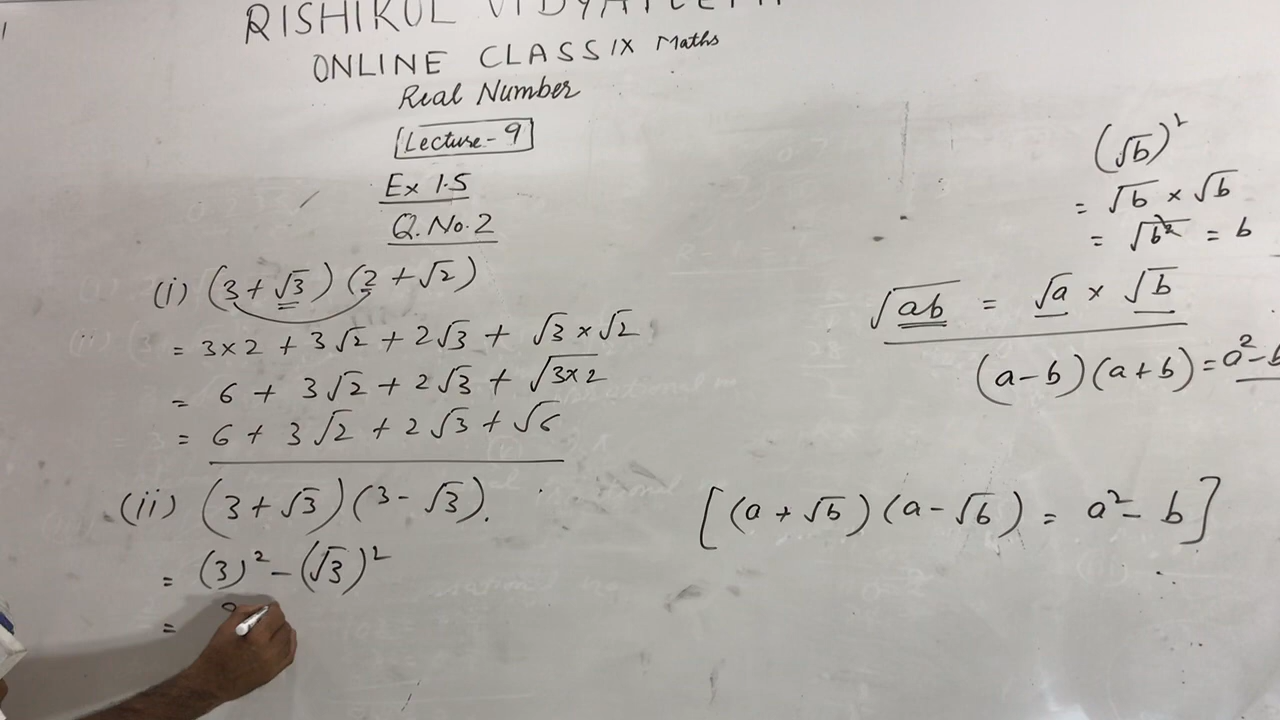 RISHIKUL VIDYAPEETH
ONLINE CLASS IX Maths
Real Number
Lecture-9
Ex 1.5
Q.No.2
(i) (3+√3)(2+√2)
= 3×2 + 3√2 + 2√3 + √3×√2
= 6 + 3√2 + 2√3 + √3×2
= 6 + 3√2 + 2√3 + √6
(ii) (3+√3)(3-√3).
= (3)² - (√3)²
=
(√b)²
= √b × √b
= √b² = b
√ab = √a × √b
(a-b)(a+b)=a²-b
[(a+√b)(a-√b) = a²-b]